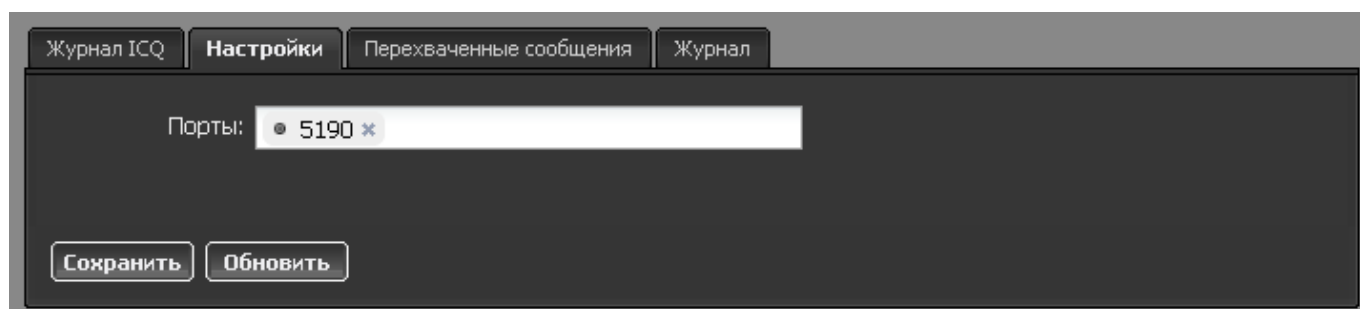 Журнал ICQ Настройки Перехваченные сообщения Журнал
Порты: 5190
Сохранить Обновить